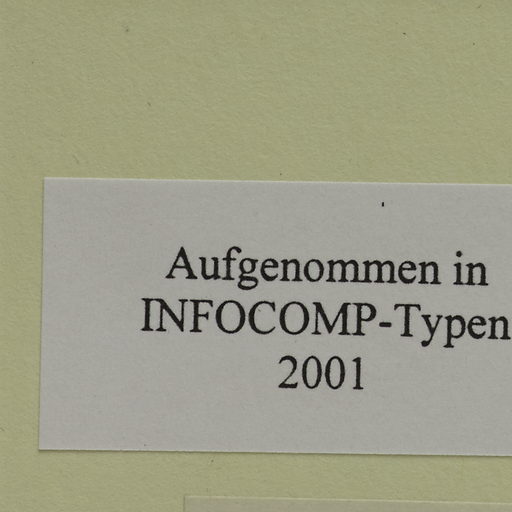 Aufgenommen in
INFOCOMP-Typen
2001